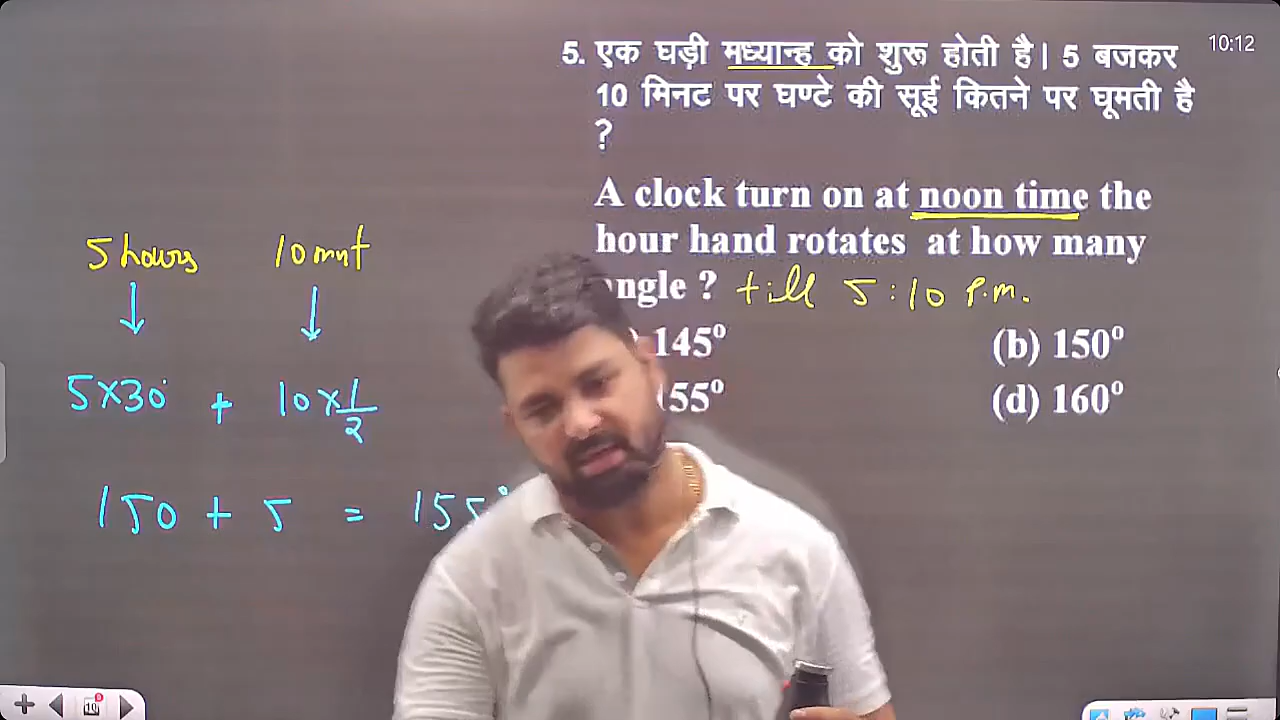 10:12
5. एक घड़ी मध्यान्ह को शुरू होती है| 5 बजकर
10 मिनट पर घण्टे की सूई कितने पर घूमती है
?
A clock turn on at noon time the
hour hand rotates at how many
angle ? till 5:10 P.m.
145° (b) 150°
55° (d) 160°
5 hours 10 mnt
5×30° + 10×1/2
150 + 5 = 155°